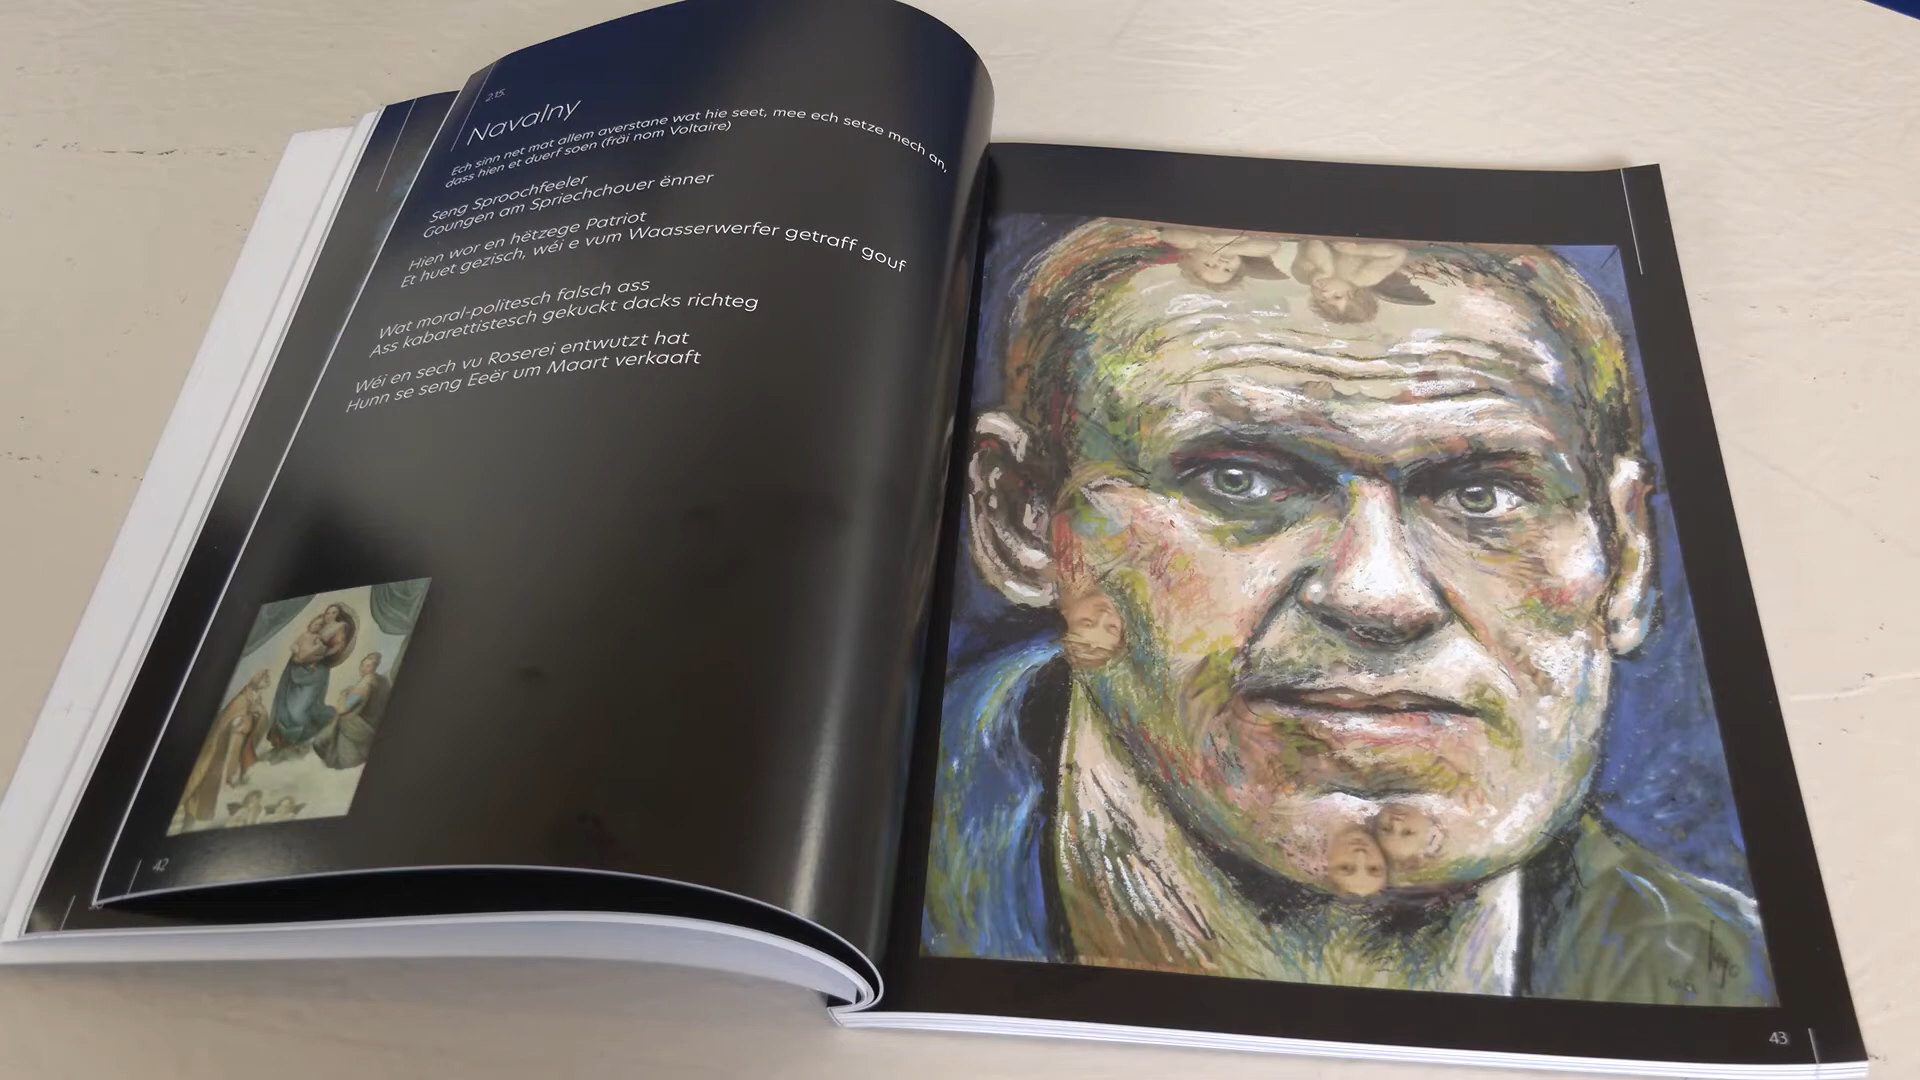 2.15.
Navalny
Ech sinn net mat allem averstane wat hie seet, mee ech setze mech an,
dass hien et duerf soen (fräi nom Voltaire)
Seng Sproochfeeler
Goungen am Spriechchouer ënner
Hien wor en hëtzege Patriot
Et huet gezisch, wéi e vum Waasserwerfer getraff gouf
Wat moral-politesch falsch ass
Ass kabarettistesch gekuckt dacks richteg
Wéi en sech vu Roserei entwutzt hat
Hunn se seng Eeër um Maart verkaaft
42
43